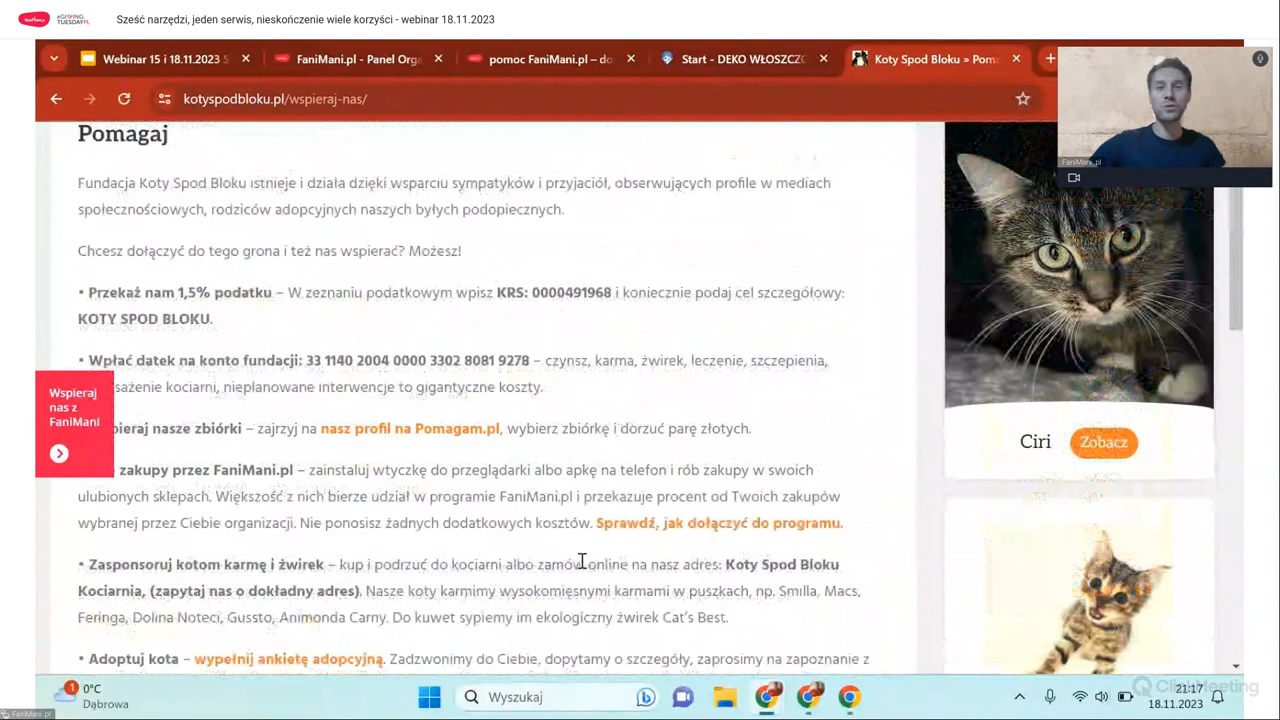 FaniMani.pl
#GIVING
TUESDAYPL
Sześć narzędzi, jeden serwis, nieskończenie wiele korzyści - webinar 18.11.2023
Webinar 15 i 18.11.2023 S
FaniMani.pl - Panel Orga
pomoc FaniMani.pl – do
Start - DEKO WŁOSZCZO
Koty Spod Bloku » Poma
kotyspodbloku.pl/wspieraj-nas/
FaniMani_pl
Pomagaj
Fundacja Koty Spod Bloku istnieje i działa dzięki wsparciu sympatyków i przyjaciół, obserwujących profile w mediach
społecznościowych, rodziców adopcyjnych naszych byłych podopiecznych.
Chcesz dołączyć do tego grona i też nas wspierać? Możesz!
• Przekaż nam 1,5% podatku – W zeznaniu podatkowym wpisz KRS: 0000491968 i koniecznie podaj cel szczegółowy:
KOTY SPOD BLOKU.
• Wpłać datek na konto fundacji: 33 1140 2004 0000 3302 8081 9278 – czynsz, karma, żwirek, leczenie, szczepienia,
sażenie kociarni, nieplanowane interwencje to gigantyczne koszty.
Wspieraj
nas z
FaniMani
pieraj nasze zbiórki – zajrzyj na nasz profil na Pomagam.pl, wybierz zbiórkę i dorzuć parę złotych.
zakupy przez FaniMani.pl – zainstaluj wtyczkę do przeglądarki albo apkę na telefon i rób zakupy w swoich
ulubionych sklepach. Większość z nich bierze udział w programie FaniMani.pl i przekazuje procent od Twoich zakupów
wybranej przez Ciebie organizacji. Nie ponosisz żadnych dodatkowych kosztów. Sprawdź, jak dołączyć do programu.
• Zasponsoruj kotom karmę i żwirek – kup i podrzuć do kociarni albo zamów online na nasz adres: Koty Spod Bloku
Kociarnia, (zapytaj nas o dokładny adres). Nasze koty karmimy wysokomięsnymi karmami w puszkach, np. Smilla, Macs,
Feringa, Dolina Noteci, Gussto, Animonda Carny. Do kuwet sypiemy im ekologiczny żwirek Cat's Best.
• Adoptuj kota – wypełnij ankietę adopcyjną. Zadzwonimy do Ciebie, dopytamy o szczegóły, zaprosimy na zapoznanie z
Ciri
Zobacz
1
0°C
Dąbrowa
Wyszukaj
21:17
18.11.2023
ClickMeeting
FaniMani_pl